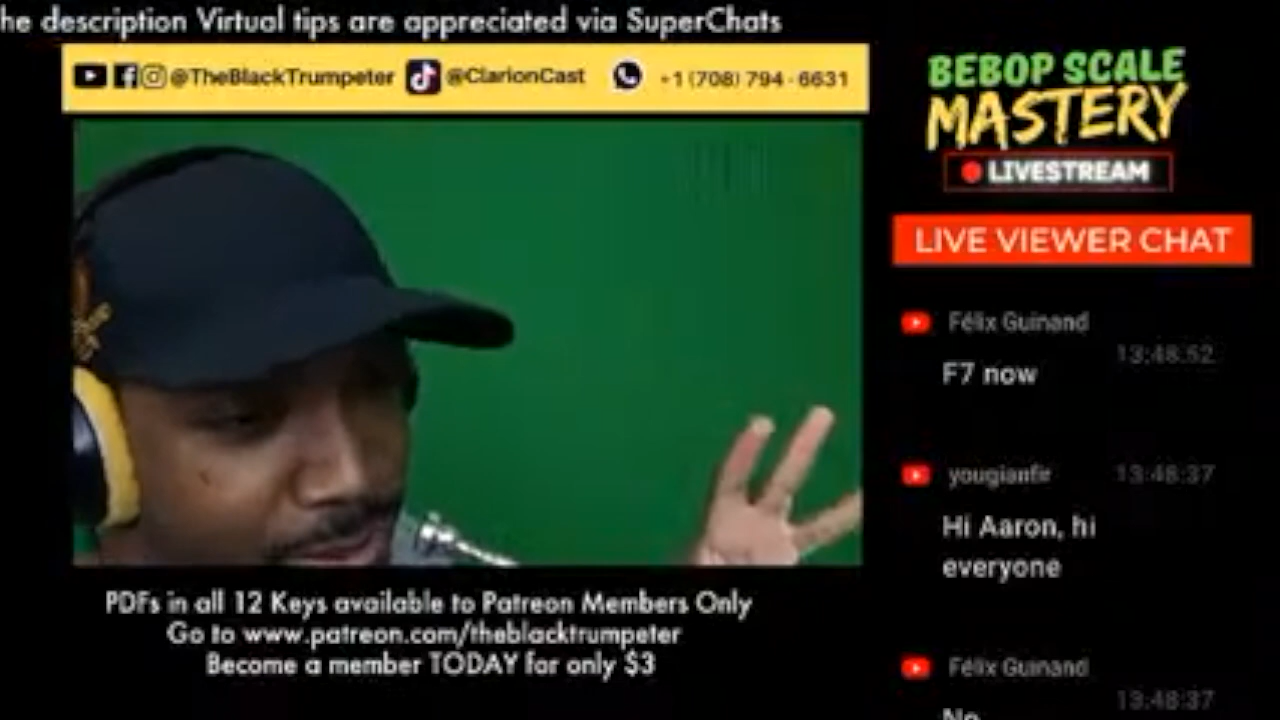 he description Virtual tips are appreciated via SuperChats
@TheBlackTrumpeter @ClarionCast +1 (708) 794-6631
BEBOP SCALE
MASTERY
LIVESTREAM
LIVE VIEWER CHAT
Félix Guinand
13:48:52
F7 now
yougianfir 13:48:37
Hi Aaron, hi
everyone
Félix Guinand
13:48:37
No
PDFs in all 12 Keys available to Patreon Members Only
Go to www.patreon.com/theblacktrumpeter
Become a member TODAY for only $3